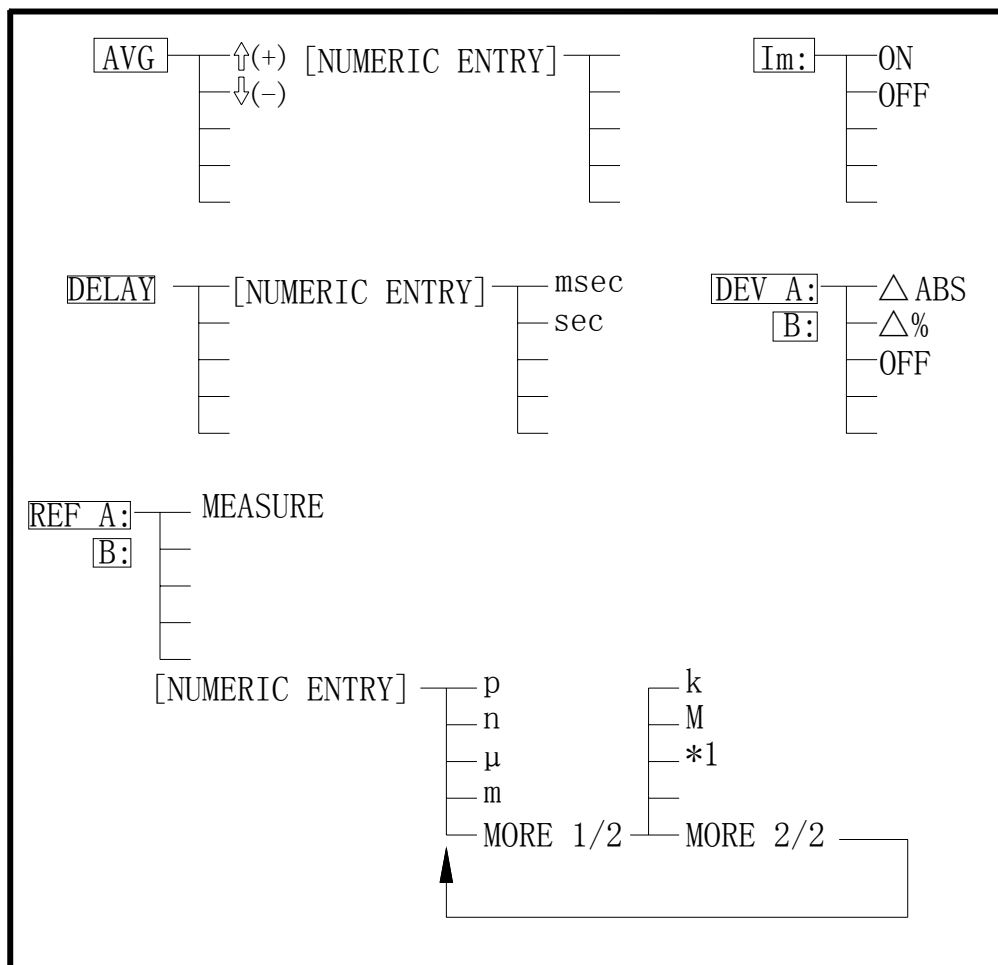 AVG ⇧(+) [NUMERIC ENTRY] Im: ON
⇩(-) OFF
DELAY [NUMERIC ENTRY] msec DEV A: △ABS
sec B: △%
OFF
REF A: MEASURE
B:
[NUMERIC ENTRY] p k
n M
μ *1
m
MORE 1/2 MORE 2/2